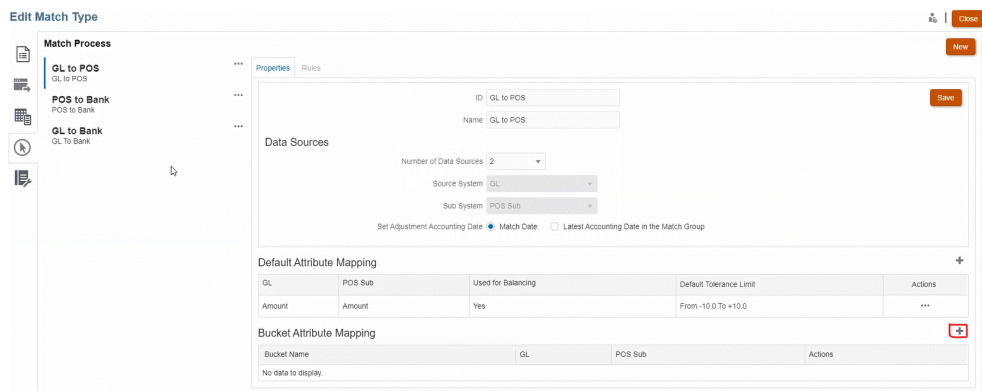 Edit Match Type
Close
Match Process
New
GL to POS
GL to POS
POS to Bank
POS to Bank
GL to Bank
GL To Bank
Properties Rules
ID GL to POS
Save
Name GL to POS
Data Sources
Number of Data Sources 2
Source System GL
Sub System POS Sub
Set Adjustment Accounting Date Match Date Latest Accounting Date in the Match Group
Default Attribute Mapping
GL POS Sub Used for Balancing Default Tolerance Limit Actions
Amount Amount Yes From -10.0 To +10.0
Bucket Attribute Mapping
Bucket Name GL POS Sub Actions
No data to display.